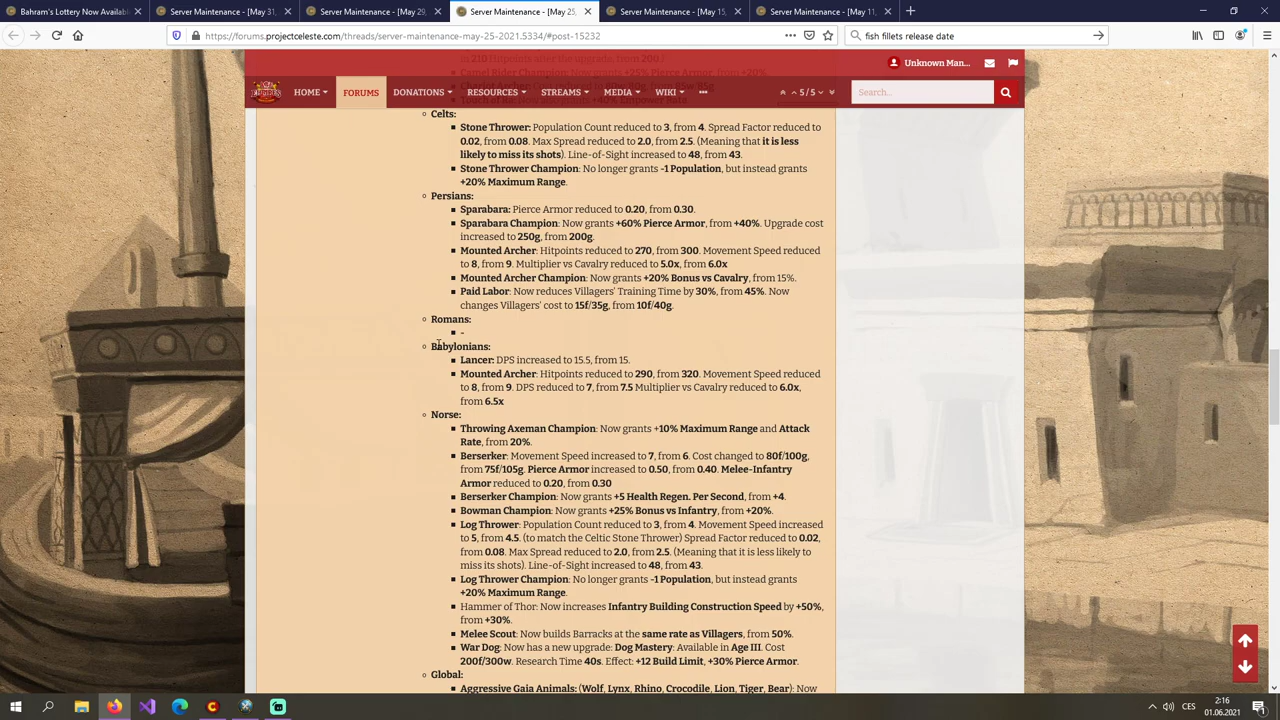 Bahram's Lottery Now Available
Server Maintenance - [May 31,
Server Maintenance - [May 29,
Server Maintenance - [May 25,
Server Maintenance - [May 15,
Server Maintenance - [May 11,
https://forums.projectceleste.com/threads/server-maintenance-may-25-2021.5334/#post-15232
fish fillets release date
Unknown Man...
HOME
FORUMS
DONATIONS
RESOURCES
STREAMS
MEDIA
WIKI
5 / 5
Search...
in 210 Hitpoints after the upgrade, from 200.)
Camel Rider Champion: Now grants +25% Pierce Armor, from +20%
Celts:
Stone Thrower: Population Count reduced to 3, from 4. Spread Factor reduced to
0.02, from 0.08. Max Spread reduced to 2.0, from 2.5. (Meaning that it is less
likely to miss its shots). Line-of-Sight increased to 48, from 43.
Stone Thrower Champion: No longer grants -1 Population, but instead grants
+20% Maximum Range.
Persians:
Sparabara: Pierce Armor reduced to 0.20, from 0.30.
Sparabara Champion: Now grants +60% Pierce Armor, from +40%. Upgrade cost
increased to 250g, from 200g.
Mounted Archer: Hitpoints reduced to 270, from 300. Movement Speed reduced
to 8, from 9. Multiplier vs Cavalry reduced to 5.0x, from 6.0x
Mounted Archer Champion: Now grants +20% Bonus vs Cavalry, from 15%.
Paid Labor: Now reduces Villagers' Training Time by 30%, from 45%. Now
changes Villagers' cost to 15f/35g, from 10f/40g.
Romans:
-
Babylonians:
Lancer: DPS increased to 15.5, from 15.
Mounted Archer: Hitpoints reduced to 290, from 320. Movement Speed reduced
to 8, from 9. DPS reduced to 7, from 7.5 Multiplier vs Cavalry reduced to 6.0x,
from 6.5x
Norse:
Throwing Axeman Champion: Now grants +10% Maximum Range and Attack
Rate, from 20%.
Berserker: Movement Speed increased to 7, from 6. Cost changed to 80f/100g,
from 75f/105g. Pierce Armor increased to 0.50, from 0.40. Melee-Infantry
Armor reduced to 0.20, from 0.30
Berserker Champion: Now grants +5 Health Regen. Per Second, from +4.
Bowman Champion: Now grants +25% Bonus vs Infantry, from +20%.
Log Thrower: Population Count reduced to 3, from 4. Movement Speed increased
to 5, from 4.5. (to match the Celtic Stone Thrower) Spread Factor reduced to 0.02,
from 0.08. Max Spread reduced to 2.0, from 2.5. (Meaning that it is less likely to
miss its shots). Line-of-Sight increased to 48, from 43.
Log Thrower Champion: No longer grants -1 Population, but instead grants
+20% Maximum Range.
Hammer of Thor: Now increases Infantry Building Construction Speed by +50%,
from +30%.
Melee Scout: Now builds Barracks at the same rate as Villagers, from 50%.
War Dog: Now has a new upgrade: Dog Mastery: Available in Age III. Cost
200f/300w. Research Time 40s. Effect: +12 Build Limit, +30% Pierce Armor.
Global:
Aggressive Gaia Animals: (Wolf, Lynx, Rhino, Crocodile, Lion, Tiger, Bear): Now
CES
2:16
01.06.2021